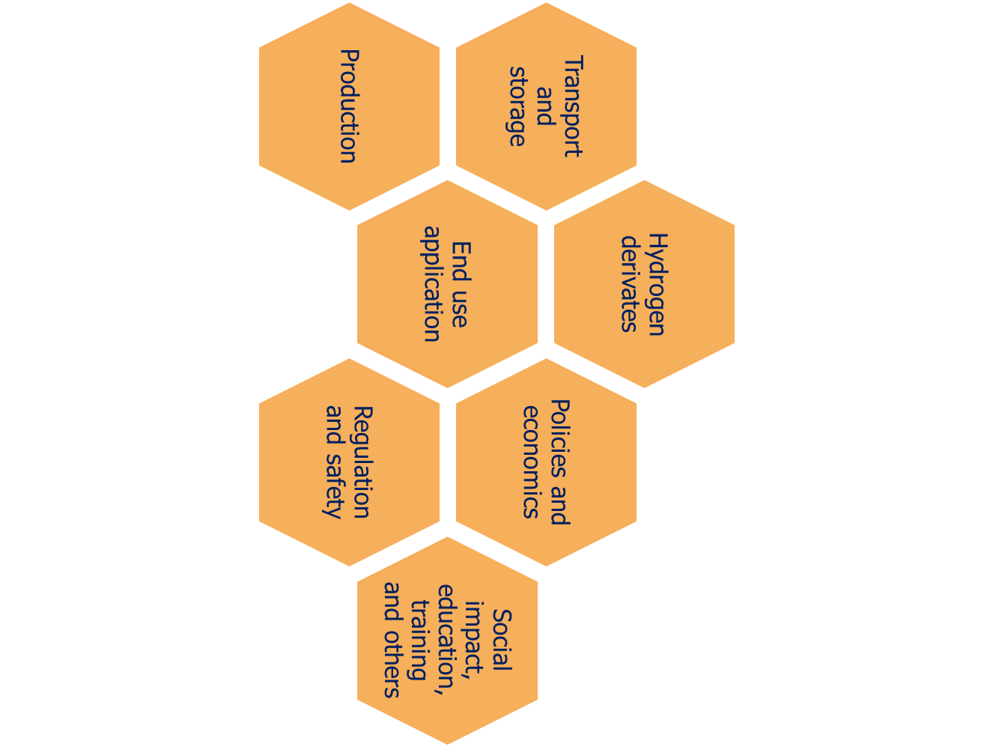 Production
Transport
and
storage
End use
application
Hydrogen
derivates
Regulation
and safety
Policies and
economics
Social
impact,
education,
training
and others